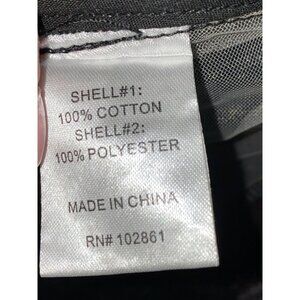 SHELL#1:
100% COTTON
SHELL#2:
100% POLYESTER
MADE IN CHINA
RN# 102861